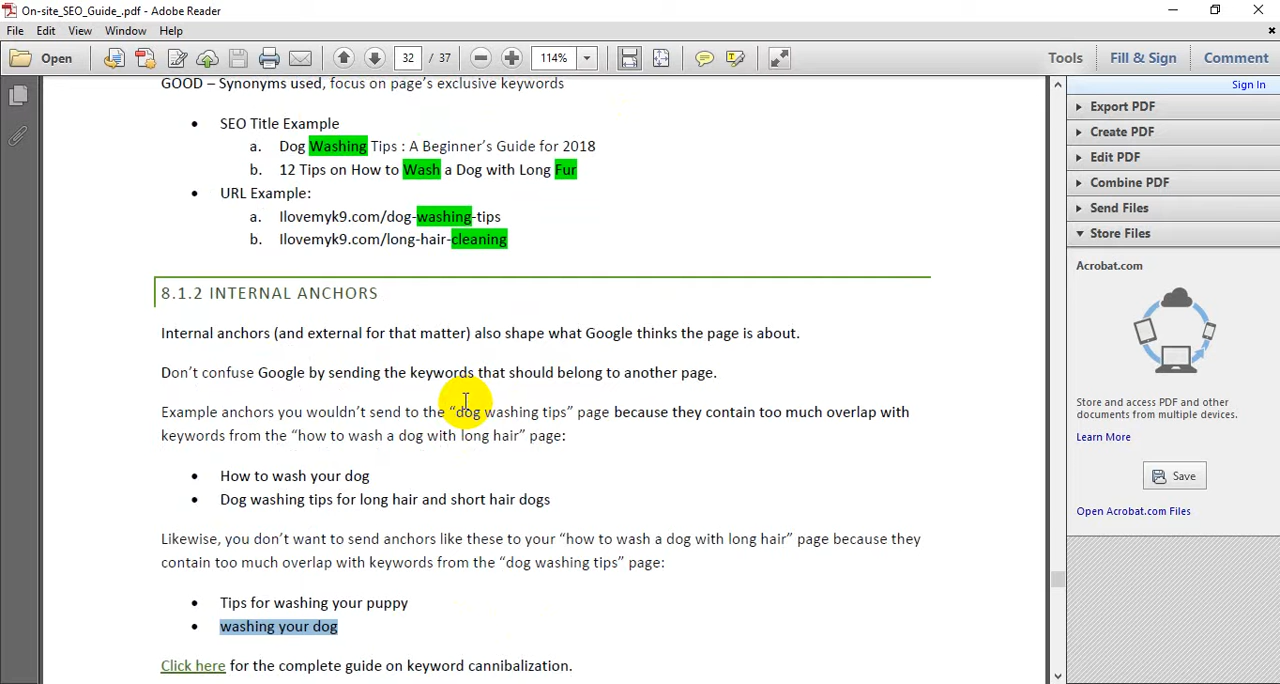 On-site_SEO_Guide_.pdf - Adobe Reader
File Edit View Window Help
Open 32 / 37 114% Tools Fill & Sign Comment
Sign In
GOOD – Synonyms used, focus on page's exclusive keywords
• SEO Title Example
a. Dog Washing Tips : A Beginner's Guide for 2018
b. 12 Tips on How to Wash a Dog with Long Fur
• URL Example:
a. Ilovemyk9.com/dog-washing-tips
b. Ilovemyk9.com/long-hair-cleaning
8.1.2 INTERNAL ANCHORS
Internal anchors (and external for that matter) also shape what Google thinks the page is about.
Don't confuse Google by sending the keywords that should belong to another page.
Example anchors you wouldn't send to the “dog washing tips” page because they contain too much overlap with
keywords from the “how to wash a dog with long hair” page:
• How to wash your dog
• Dog washing tips for long hair and short hair dogs
Likewise, you don't want to send anchors like these to your “how to wash a dog with long hair” page because they
contain too much overlap with keywords from the “dog washing tips” page:
• Tips for washing your puppy
• washing your dog
Click here for the complete guide on keyword cannibalization.
Export PDF
Create PDF
Edit PDF
Combine PDF
Send Files
Store Files
Acrobat.com
Store and access PDF and other
documents from multiple devices.
Learn More
Save
Open Acrobat.com Files